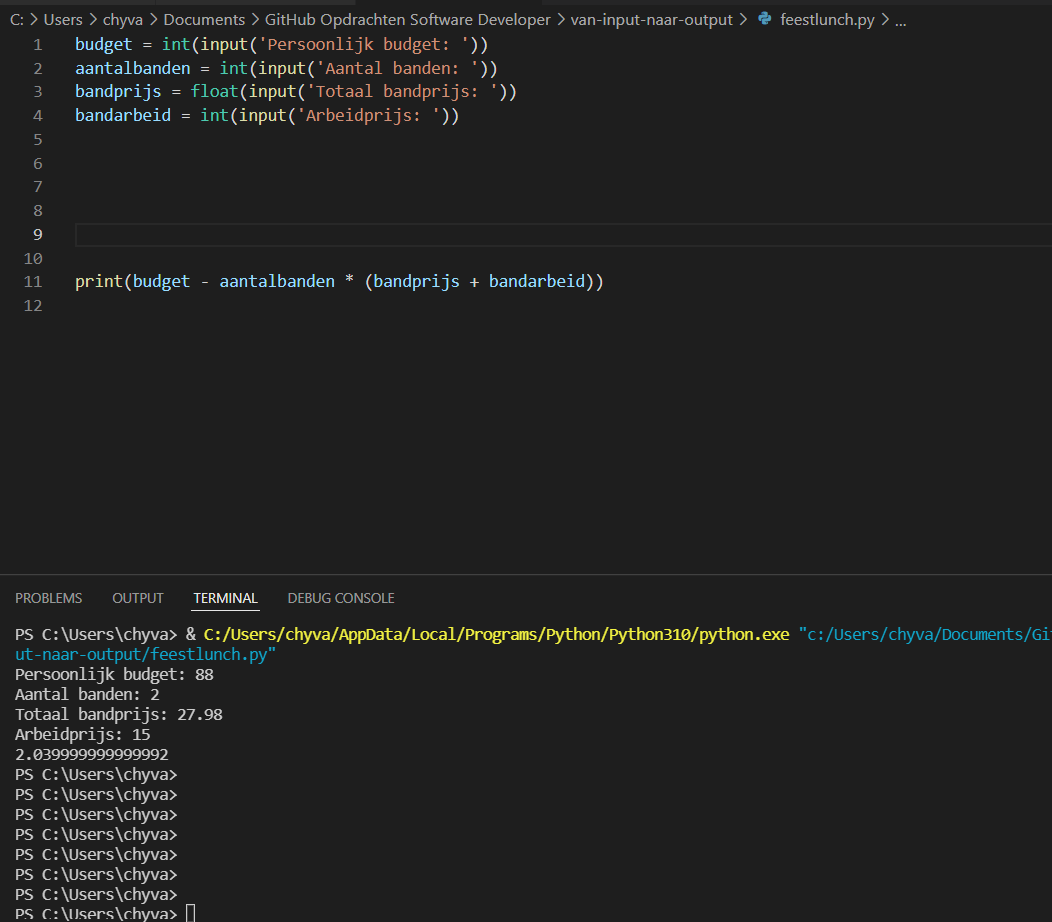 C: > Users > chyva > Documents > GitHub Opdrachten Software Developer > van-input-naar-output > feestlunch.py > ...
1 budget = int(input('Persoonlijk budget: '))
2 aantalbanden = int(input('Aantal banden: '))
3 bandprijs = float(input('Totaal bandprijs: '))
4 bandarbeid = int(input('Arbeidprijs: '))
5
6
7
8
9
10
11 print(budget - aantalbanden * (bandprijs + bandarbeid))
12
PROBLEMS OUTPUT TERMINAL DEBUG CONSOLE
PS C:\Users\chyva> & C:/Users/chyva/AppData/Local/Programs/Python/Python310/python.exe "c:/Users/chyva/Documents/Gi
ut-naar-output/feestlunch.py"
Persoonlijk budget: 88
Aantal banden: 2
Totaal bandprijs: 27.98
Arbeidprijs: 15
2.039999999999992
PS C:\Users\chyva>
PS C:\Users\chyva>
PS C:\Users\chyva>
PS C:\Users\chyva>
PS C:\Users\chyva>
PS C:\Users\chyva>
PS C:\Users\chyva>
PS C:\Users\chyva>